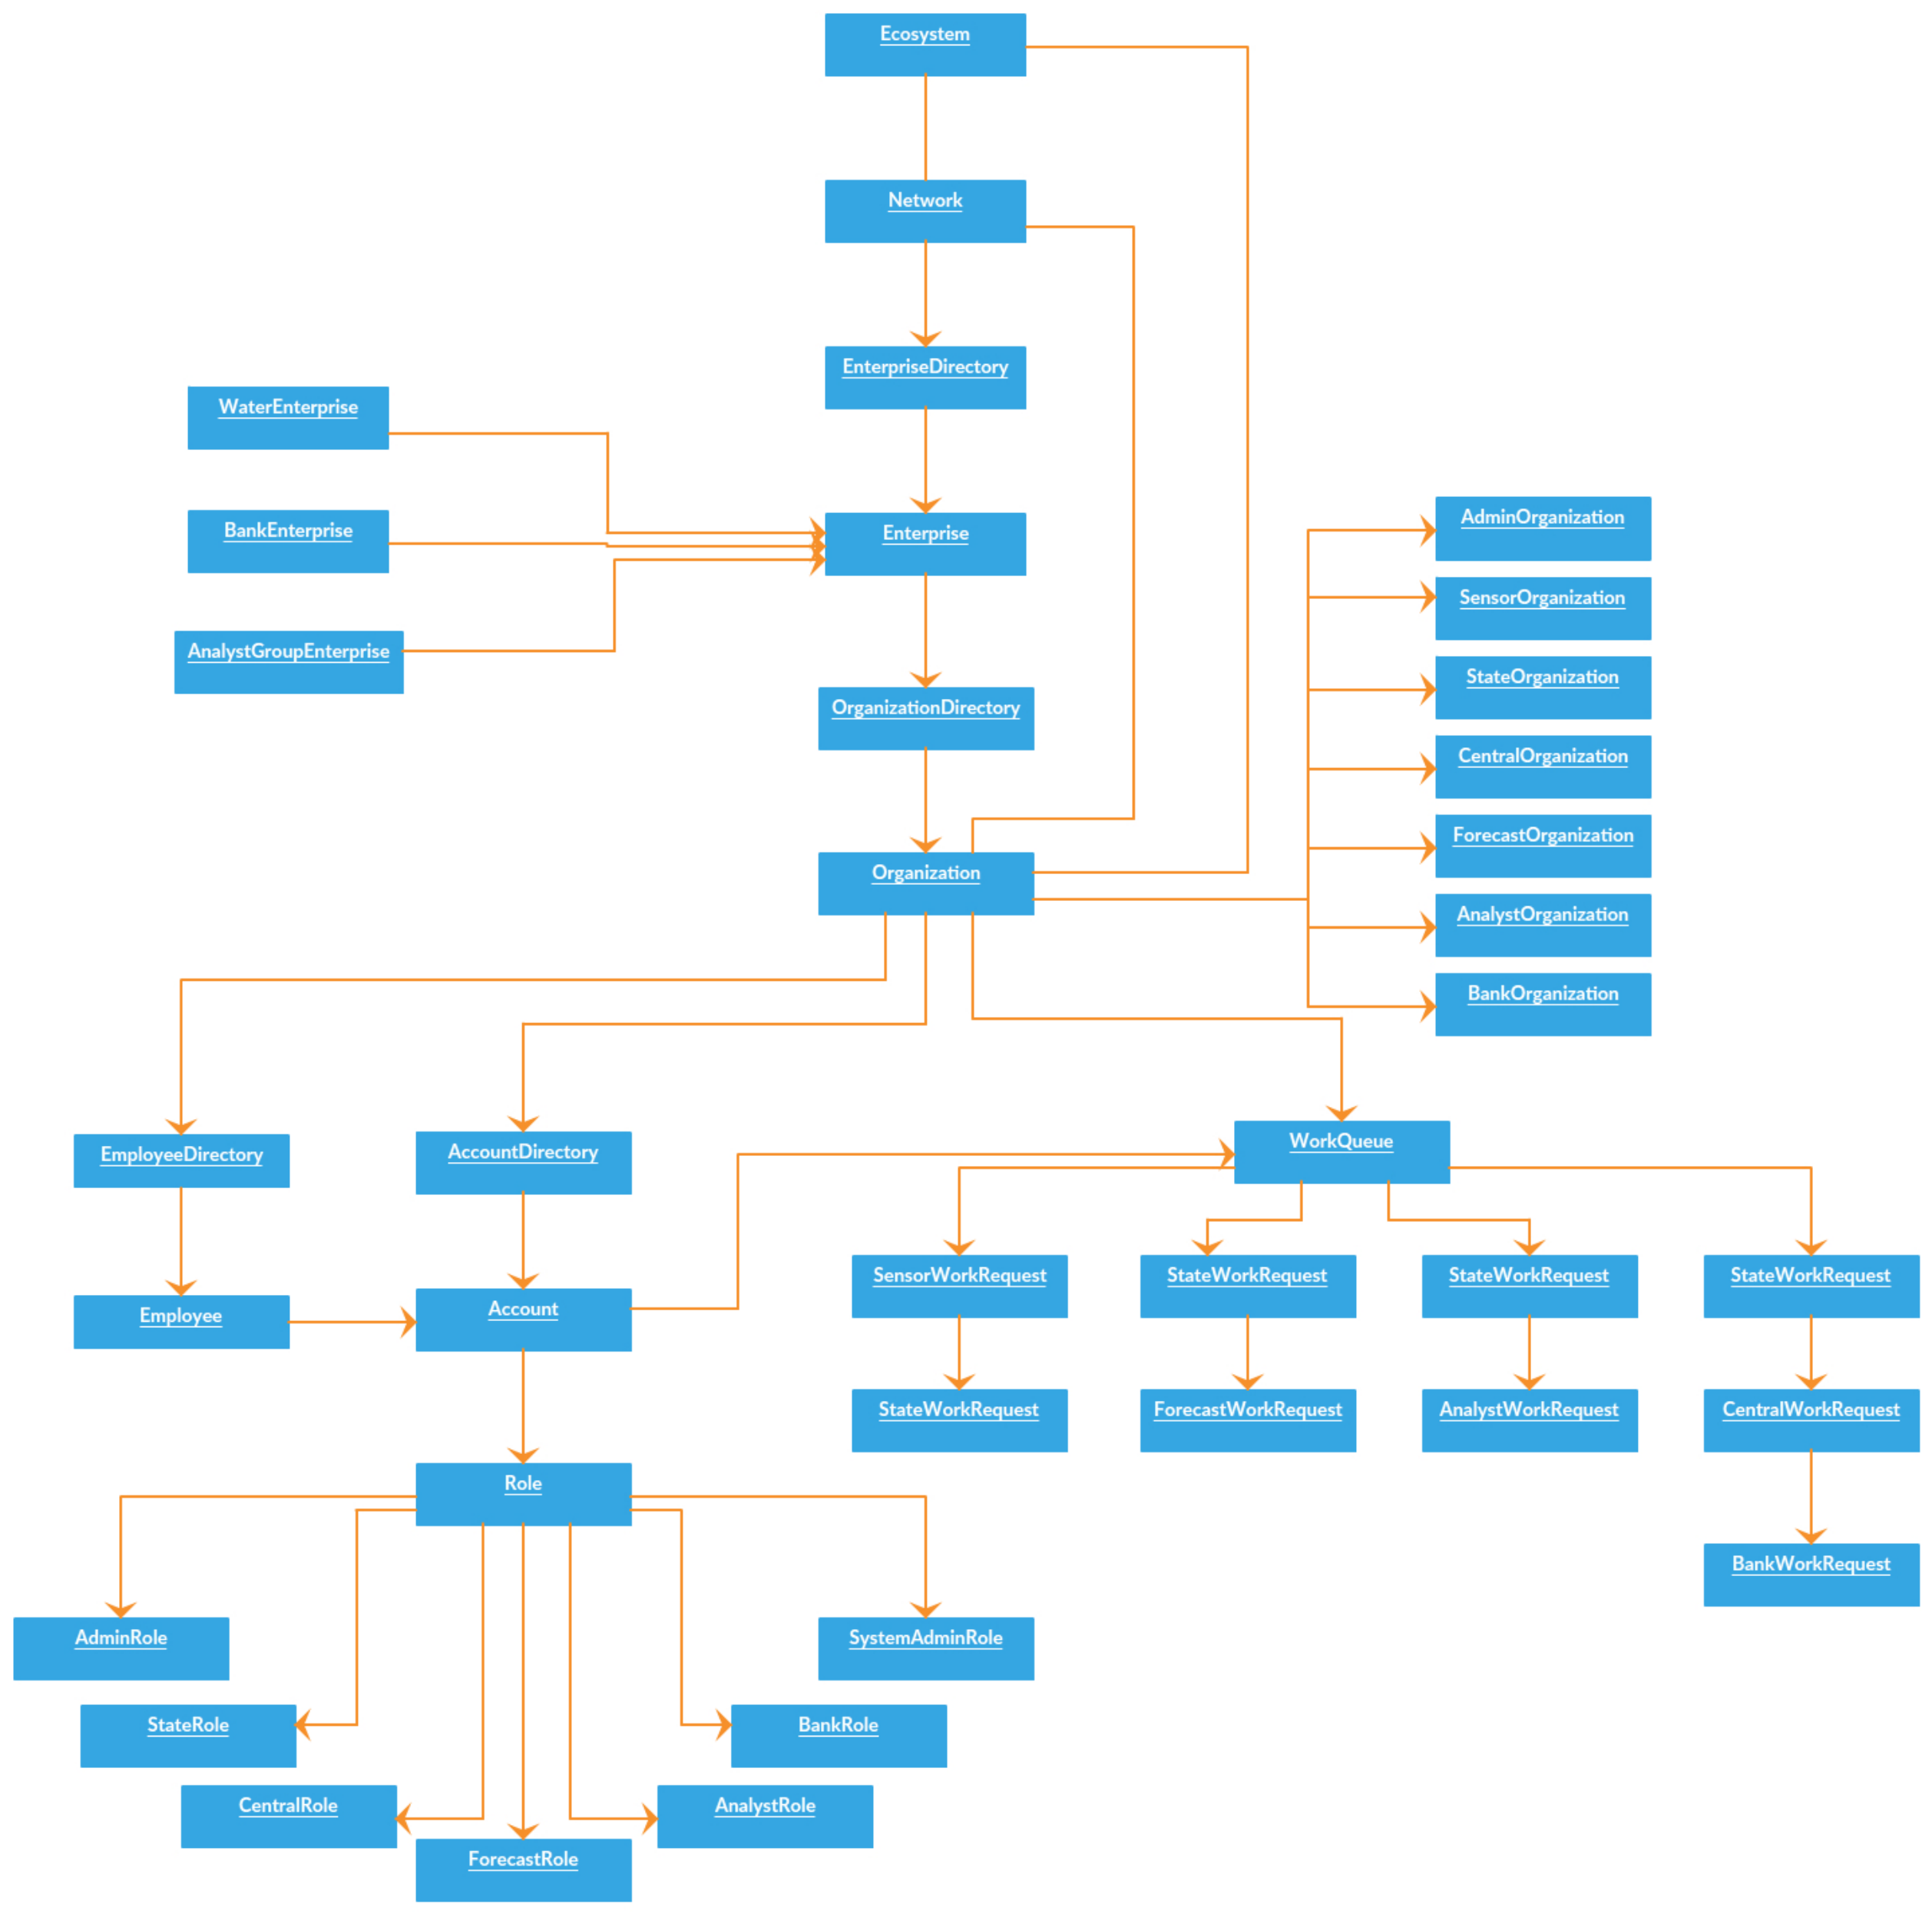 Ecosystem
Network
EnterpriseDirectory
WaterEnterprise
BankEnterprise
Enterprise
AnalystGroupEnterprise
OrganizationDirectory
Organization
AdminOrganization
SensorOrganization
StateOrganization
CentralOrganization
ForecastOrganization
AnalystOrganization
BankOrganization
EmployeeDirectory
AccountDirectory
WorkQueue
Employee
Account
SensorWorkRequest
StateWorkRequest
StateWorkRequest
StateWorkRequest
StateWorkRequest
ForecastWorkRequest
AnalystWorkRequest
CentralWorkRequest
BankWorkRequest
Role
AdminRole
SystemAdminRole
StateRole
BankRole
CentralRole
AnalystRole
ForecastRole